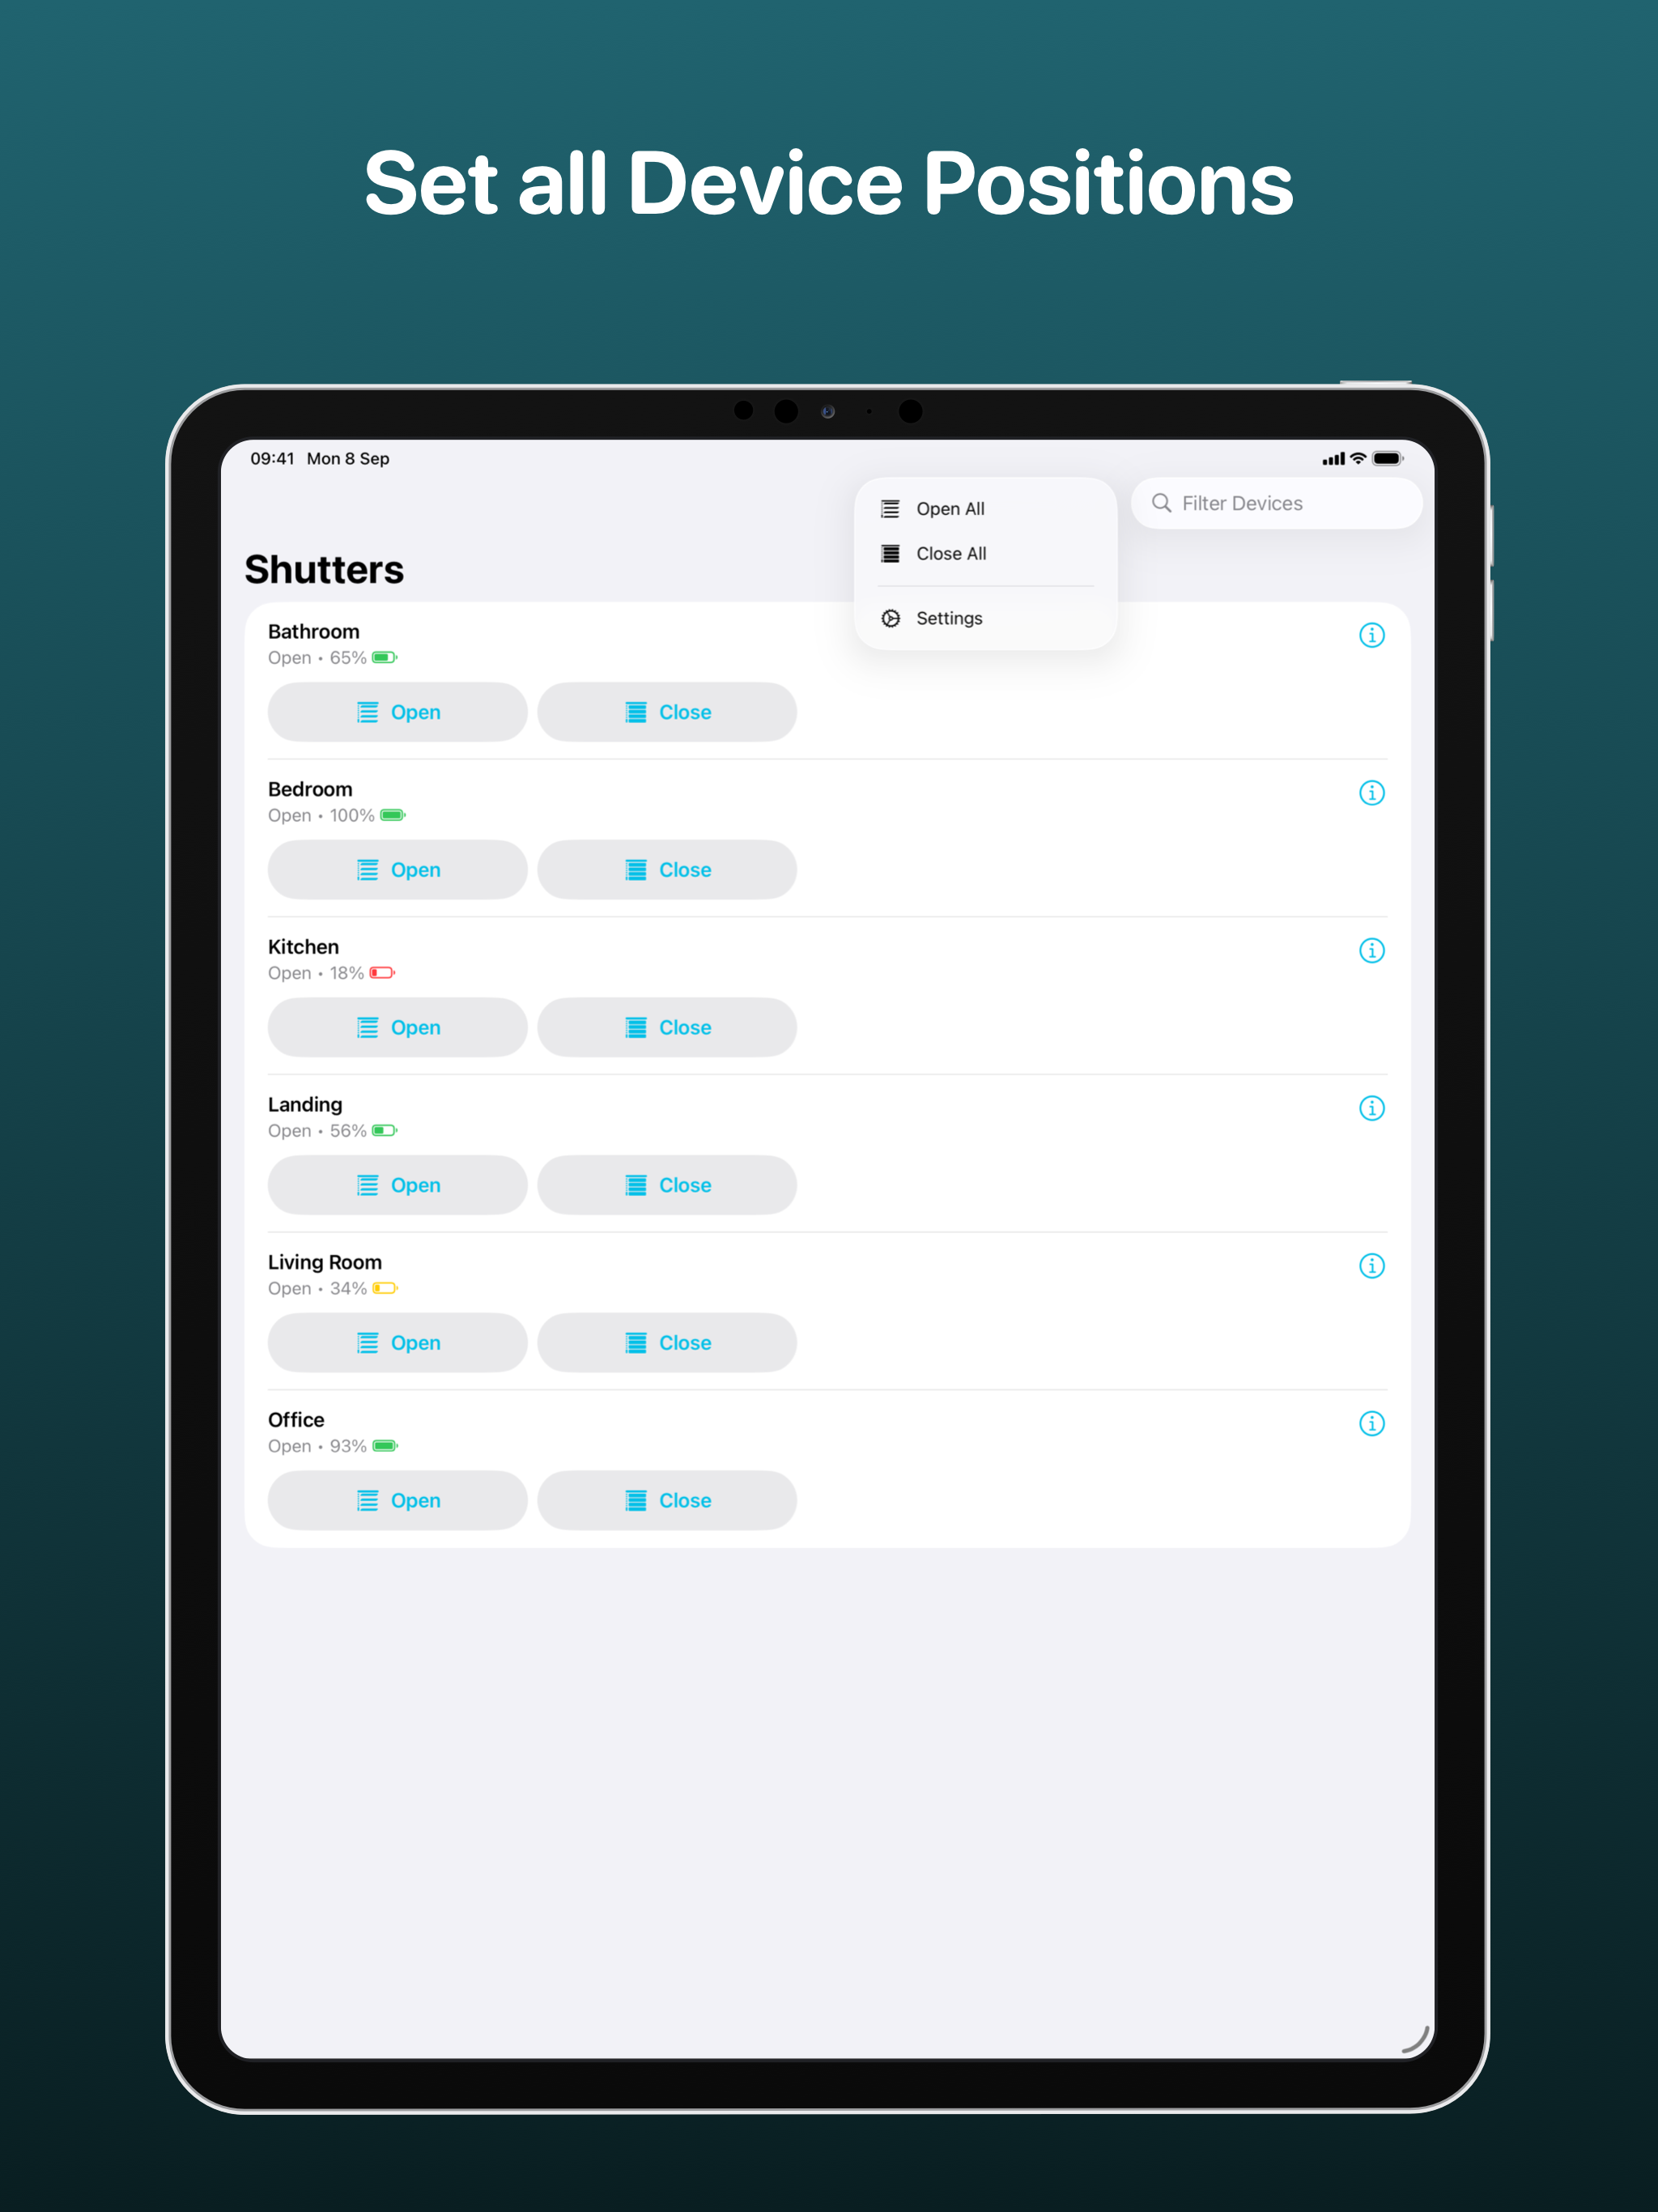 Set all Device Positions
09:41 Mon 8 Sep
Open All
Filter Devices
Close All
Shutters
Settings
Bathroom
Open • 65%
Open Close
Bedroom
Open • 100%
Open Close
Kitchen
Open • 18%
Open Close
Landing
Open • 56%
Open Close
Living Room
Open • 34%
Open Close
Office
Open • 93%
Open Close